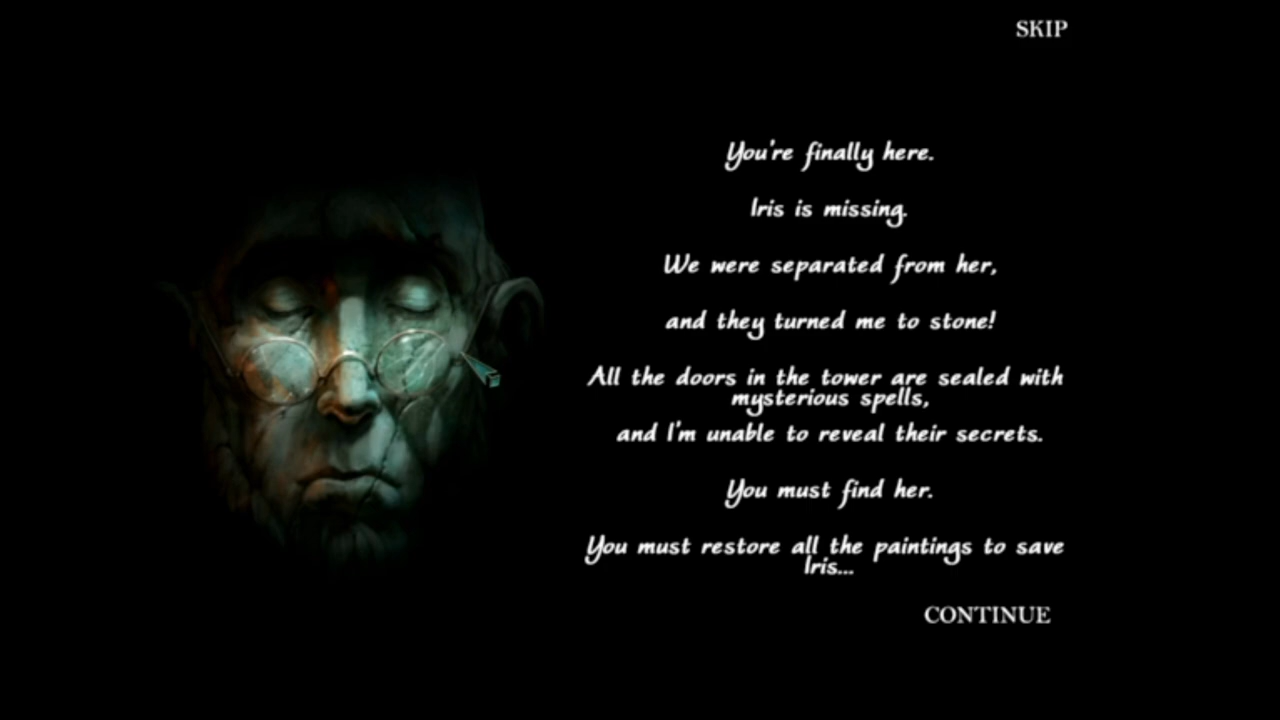 SKIP
You're finally here.
Iris is missing.
We were separated from her,
and they turned me to stone!
All the doors in the tower are sealed with
mysterious spells,
and I'm unable to reveal their secrets.
You must find her.
You must restore all the paintings to save
Iris...
CONTINUE